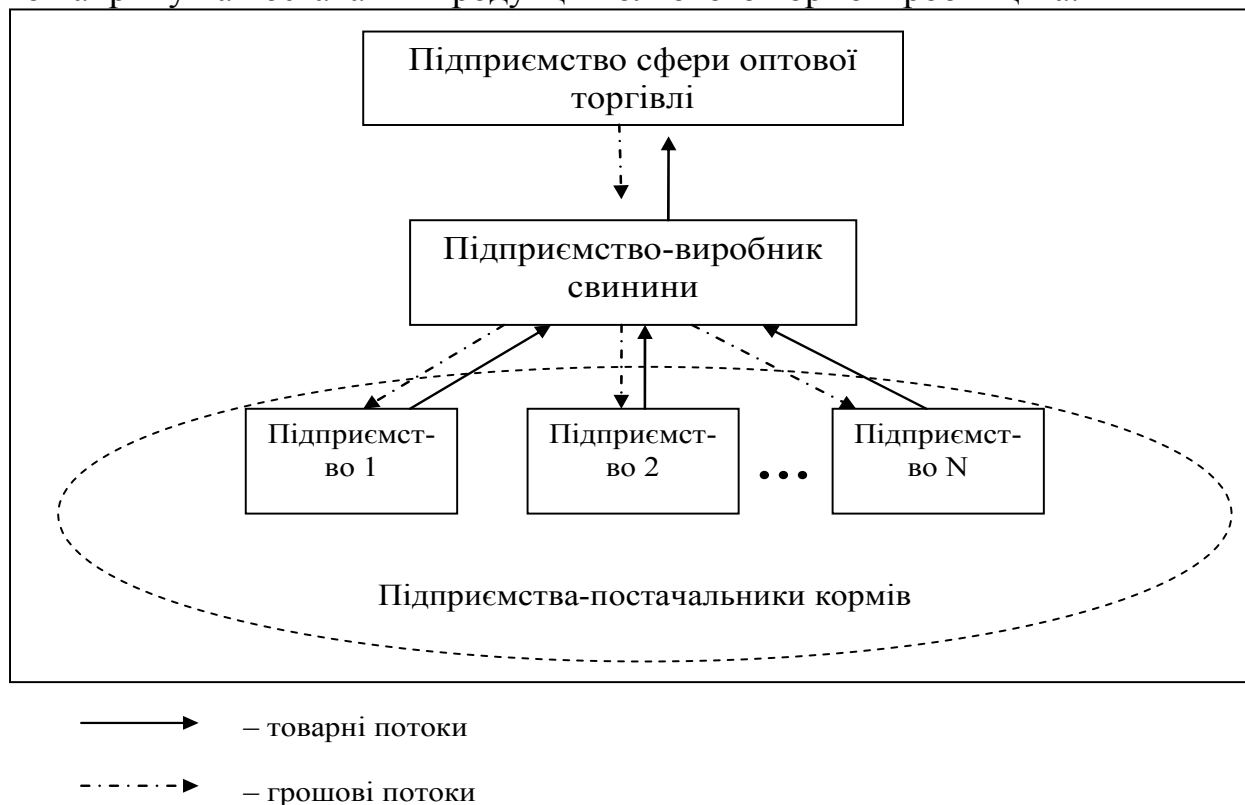 Підприємство сфери оптової
торгівлі
Підприємство-виробник
свинини
Підприємст-
во 1
Підприємст-
во 2
...
Підприємст-
во N
Підприємства-постачальники кормів
– товарні потоки
– грошові потоки